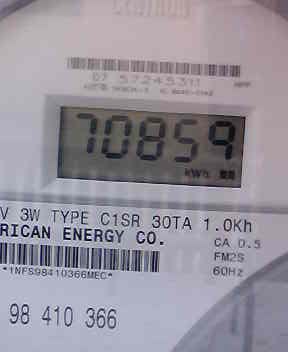 07 57245311
70859
kWh
V 3W TYPE C1SR 30TA 1.0Kh
RICAN ENERGY CO.
CA 0.5
FM2S
60Hz
*1NFS98410366MEC*
98 410 366